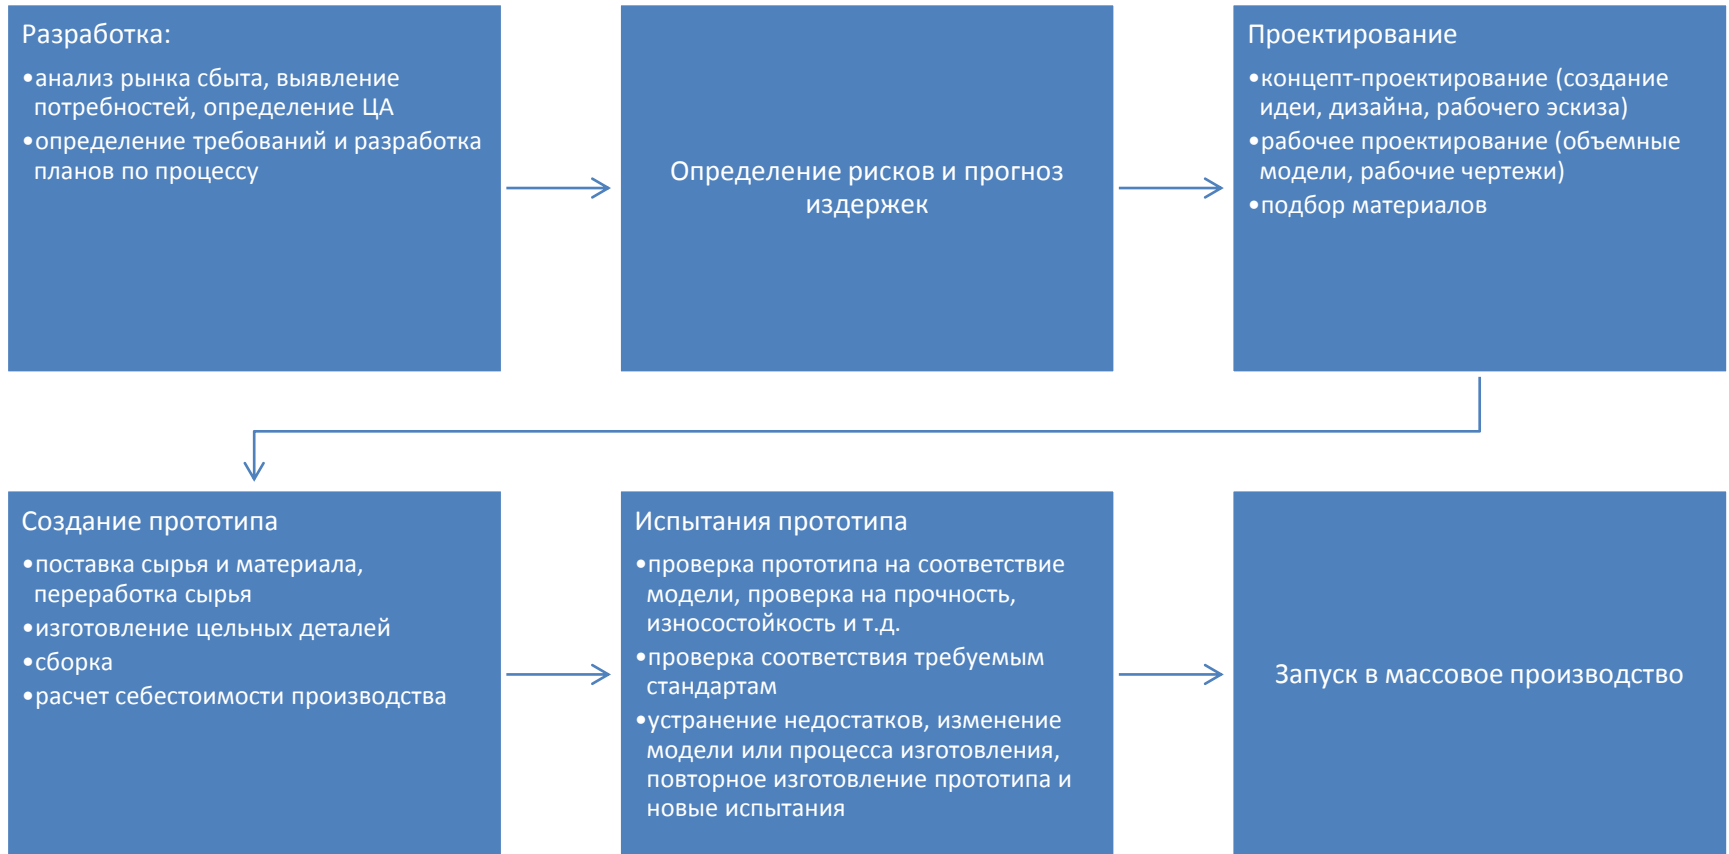 Разработка:
•анализ рынка сбыта, выявление
потребностей, определение ЦА
•определение требований и разработка
планов по процессу
Определение рисков и прогноз
издержек
Проектирование
•концепт-проектирование (создание
идеи, дизайна, рабочего эскиза)
•рабочее проектирование (объемные
модели, рабочие чертежи)
•подбор материалов
Создание прототипа
•поставка сырья и материала,
переработка сырья
•изготовление цельных деталей
•сборка
•расчет себестоимости производства
Испытания прототипа
•проверка прототипа на соответствие
модели, проверка на прочность,
износостойкость и т.д.
•проверка соответствия требуемым
стандартам
•устранение недостатков, изменение
модели или процесса изготовления,
повторное изготовление прототипа и
новые испытания
Запуск в массовое производство